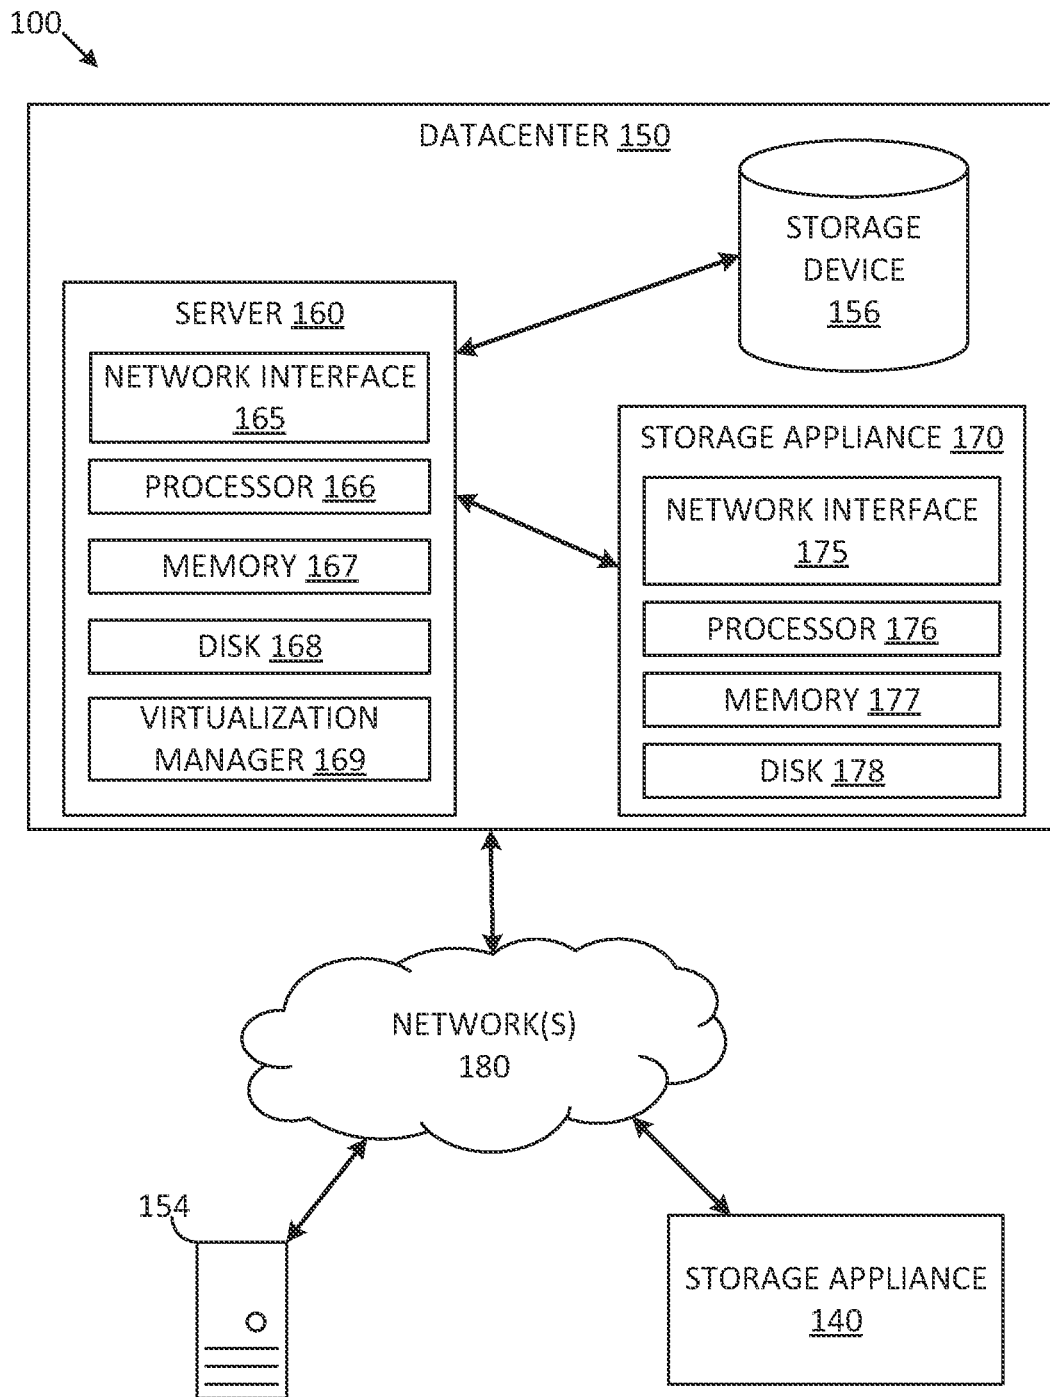 100
DATACENTER 150
STORAGE
DEVICE
156
SERVER 160
NETWORK INTERFACE
165
PROCESSOR 166
MEMORY 167
DISK 168
VIRTUALIZATION
MANAGER 169
STORAGE APPLIANCE 170
NETWORK INTERFACE
175
PROCESSOR 176
MEMORY 177
DISK 178
NETWORK(S)
180
154
STORAGE APPLIANCE
140